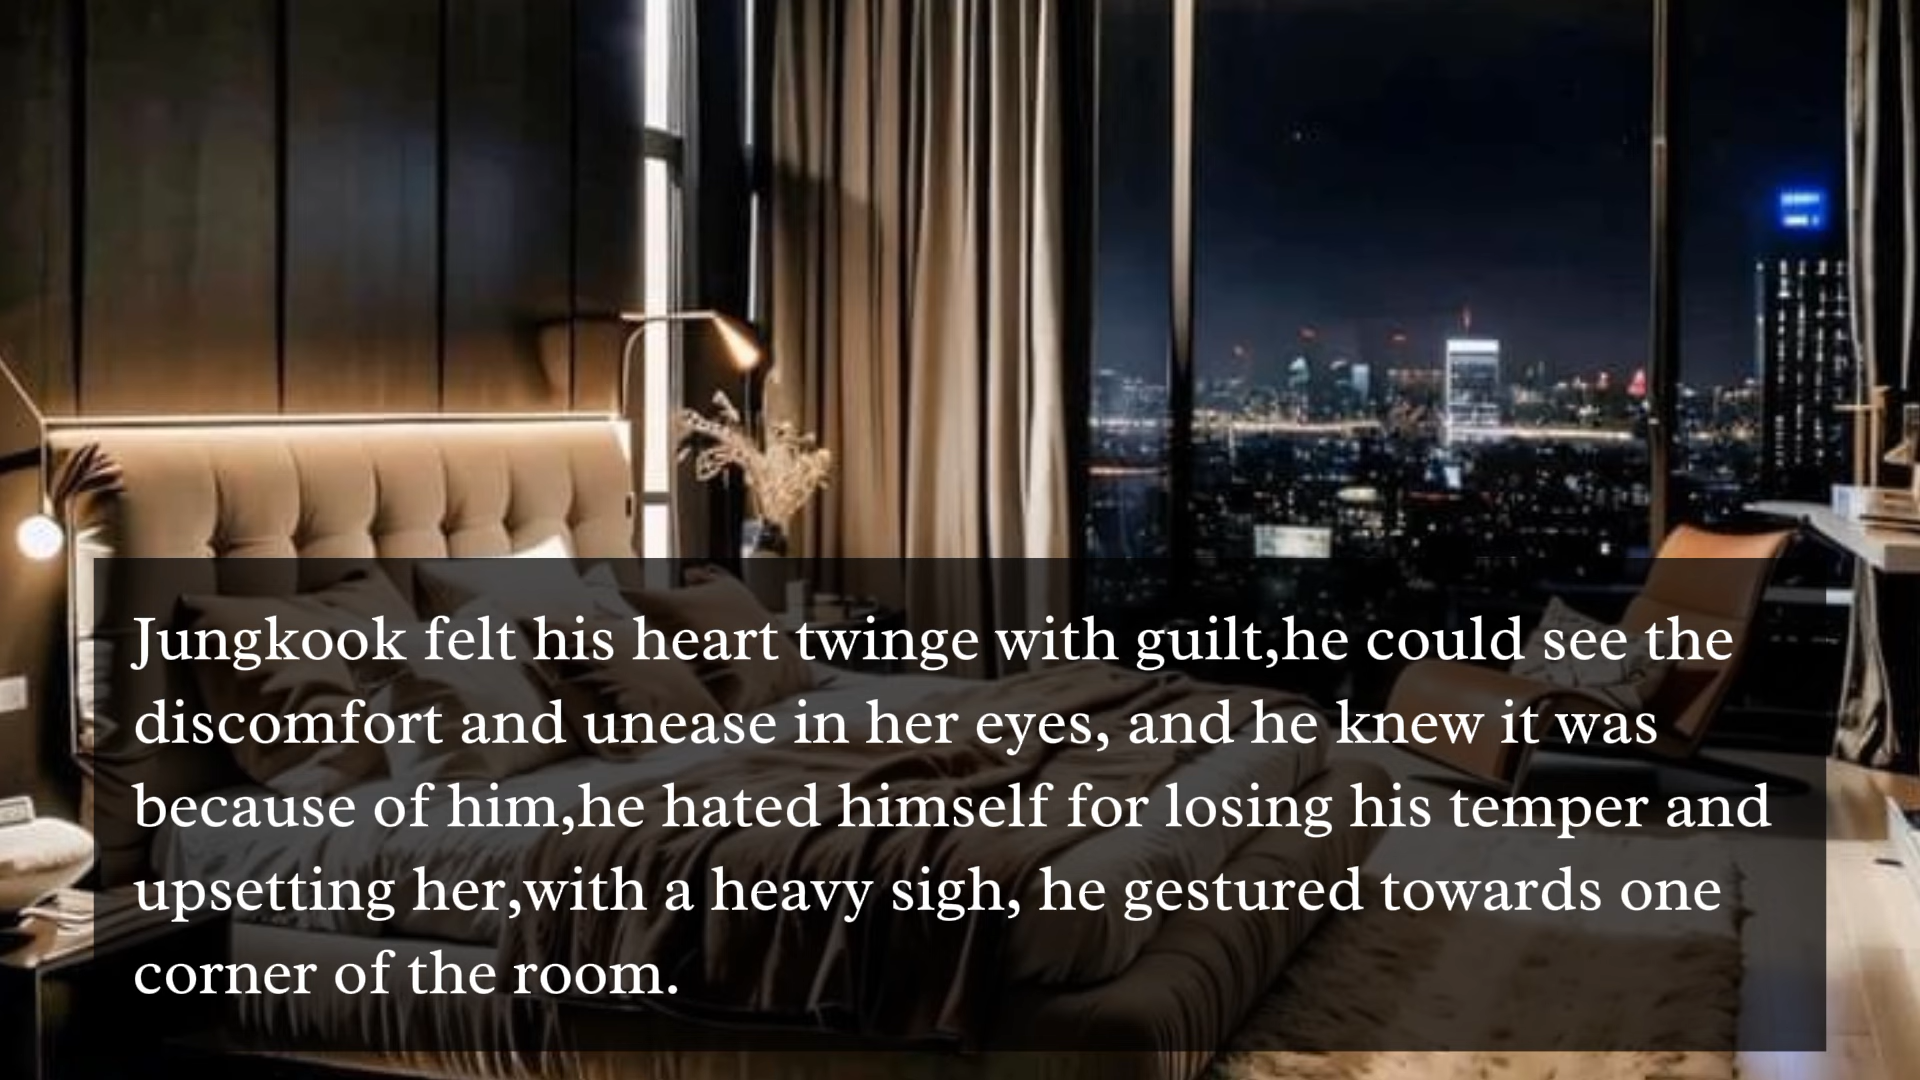 Jungkook felt his heart twinge with guilt,he could see the
discomfort and unease in her eyes, and he knew it was
because of him,he hated himself for losing his temper and
upsetting her,with a heavy sigh, he gestured towards one
corner of the room.